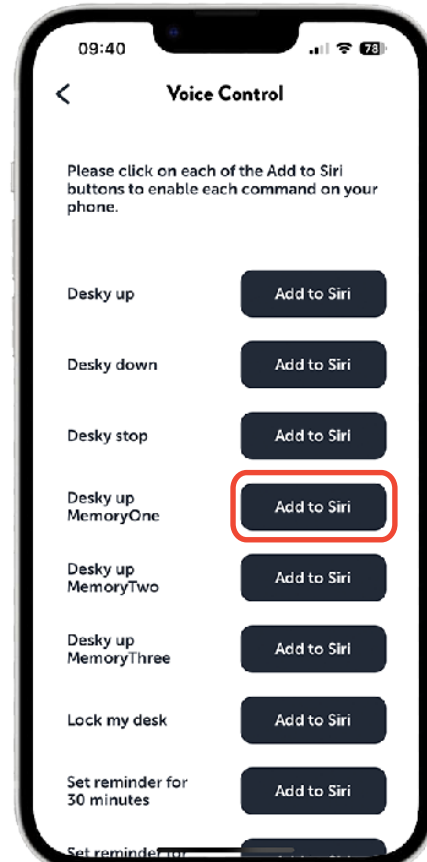 09:40
78
Voice Control
Please click on each of the Add to Siri
buttons to enable each command on your
phone.
Desky up
Add to Siri
Desky down
Add to Siri
Desky stop
Add to Siri
Desky up
MemoryOne
Add to Siri
Desky up
MemoryTwo
Add to Siri
Desky up
MemoryThree
Add to Siri
Lock my desk
Add to Siri
Set reminder for
30 minutes
Add to Siri
Set reminder for